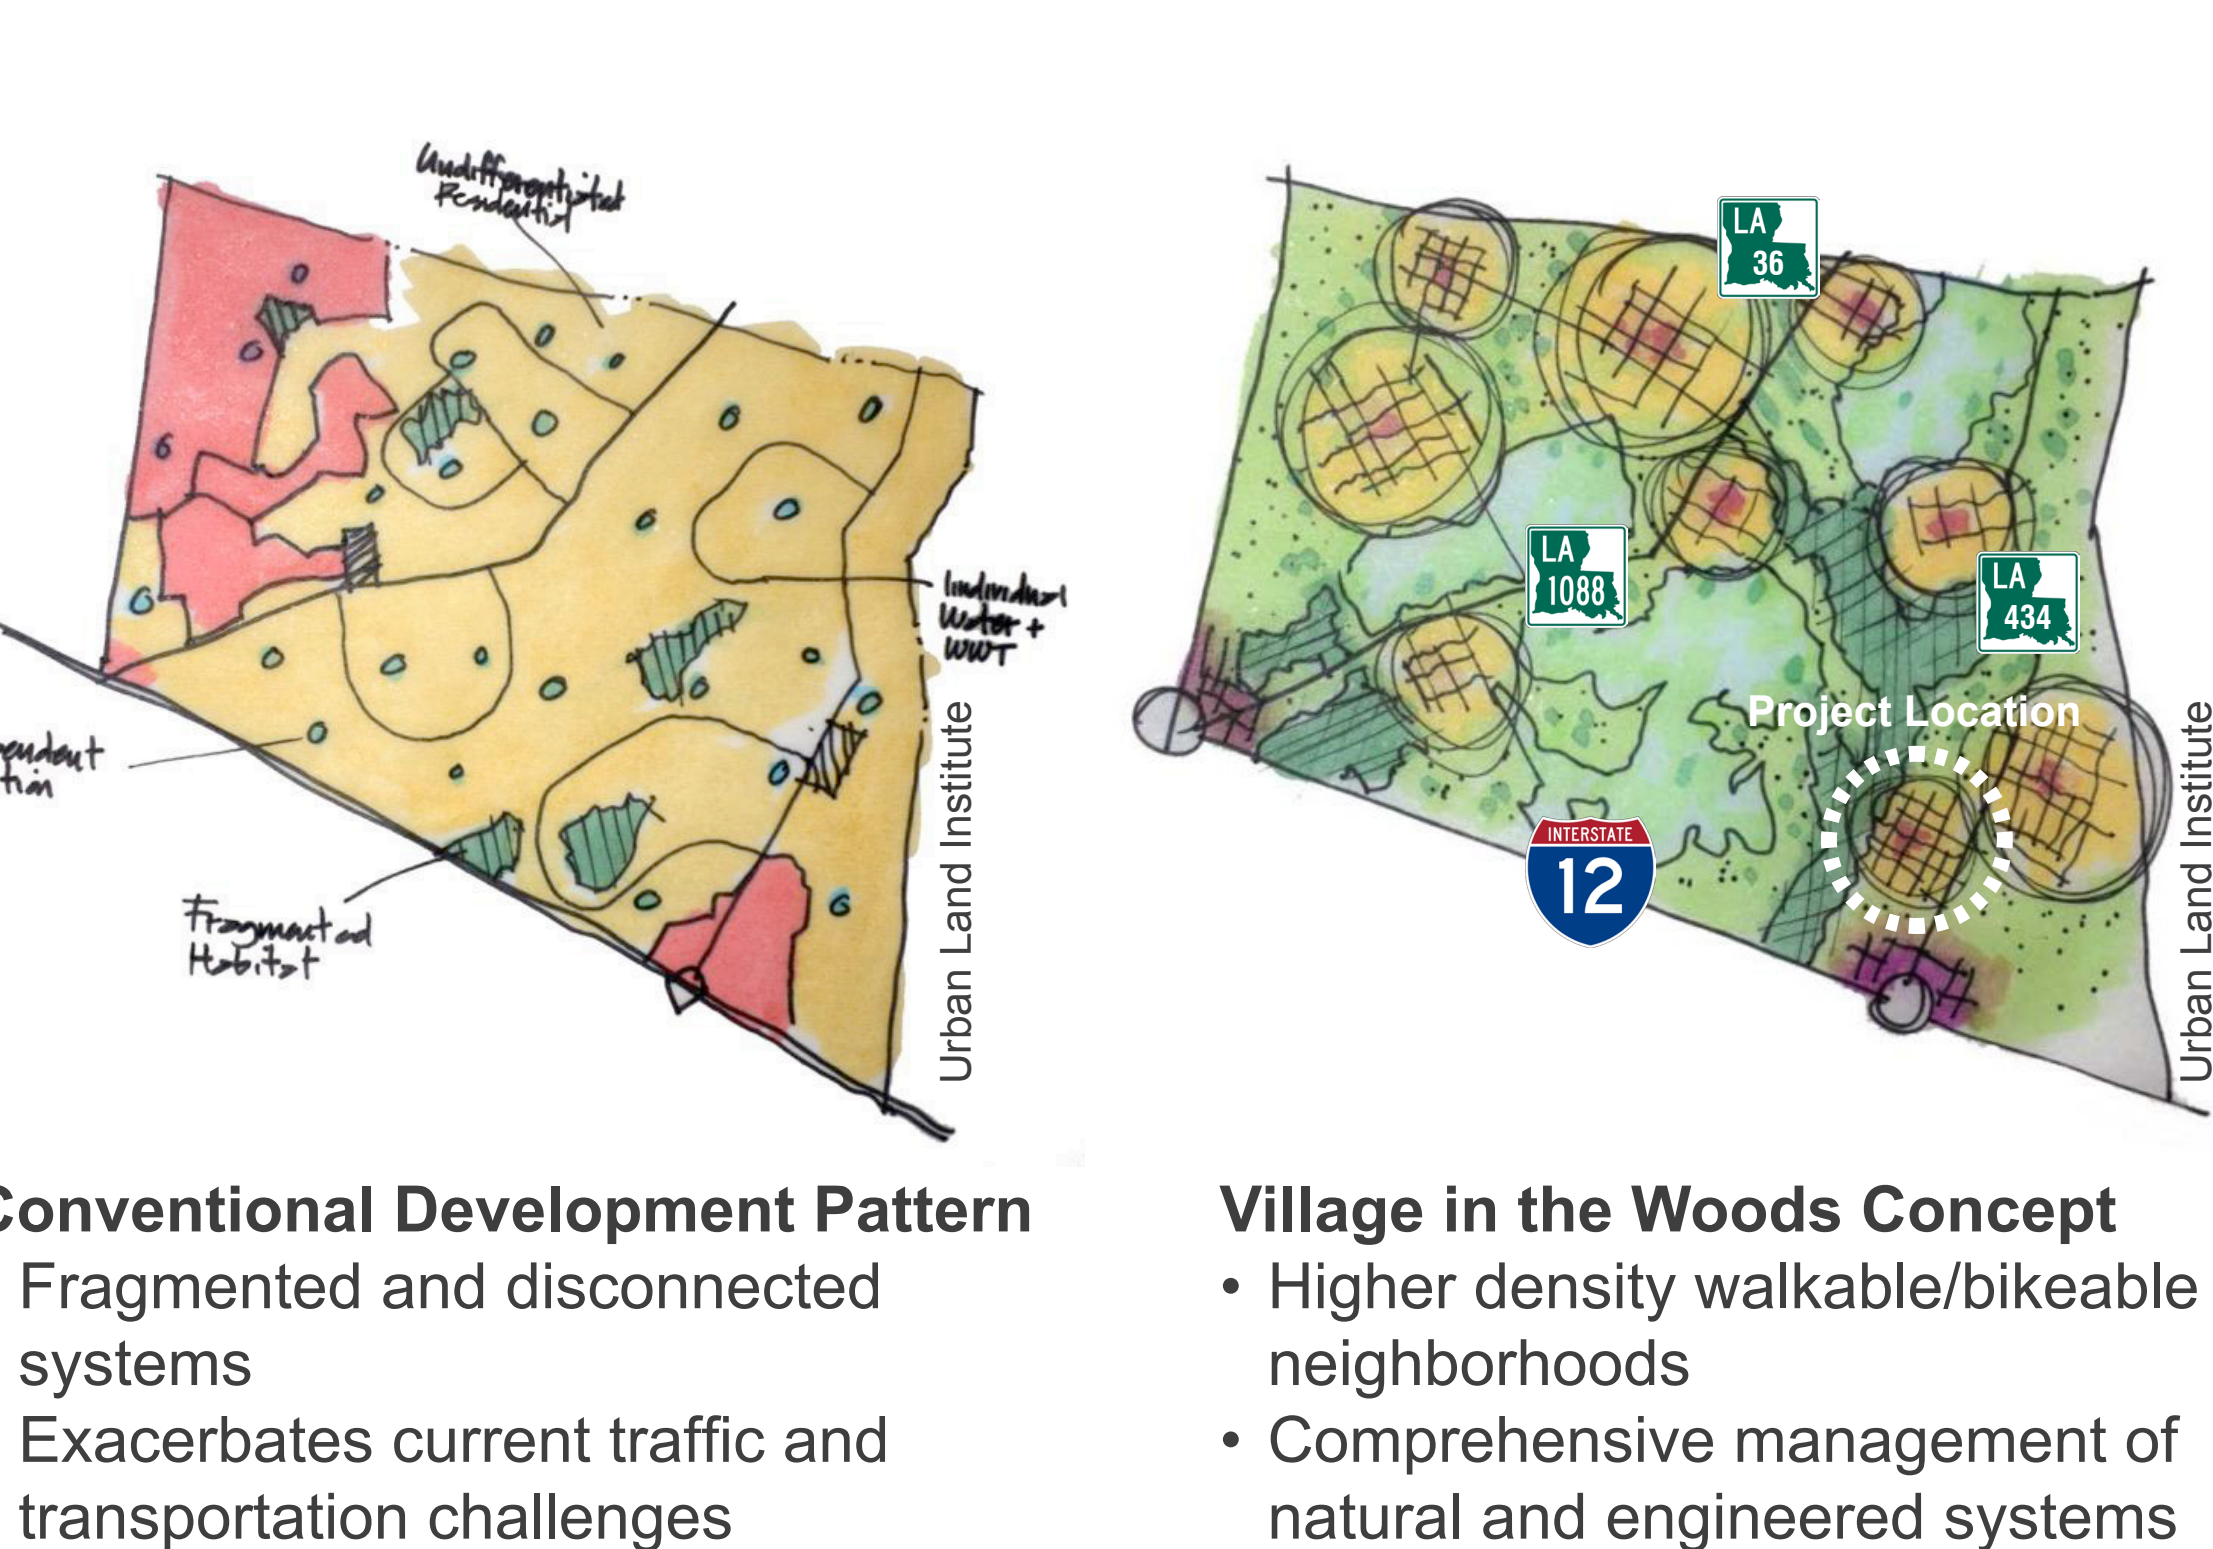 Undifferentiated
Residential
Individual
Water +
WWT
Fragmented
Habitat
Urban Land Institute
LA
36
LA
1088
LA
434
Project Location
INTERSTATE
12
Urban Land Institute
Conventional Development Pattern
Fragmented and disconnected
systems
Exacerbates current traffic and
transportation challenges
Village in the Woods Concept
• Higher density walkable/bikeable
neighborhoods
• Comprehensive management of
natural and engineered systems